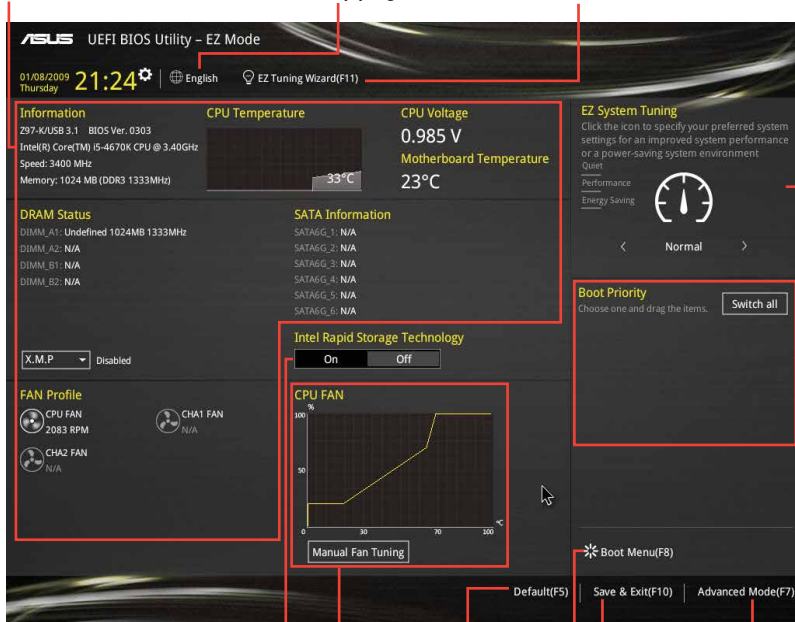 ASUS UEFI BIOS Utility – EZ Mode
01/08/2009
Thursday
21:24
English
EZ Tuning Wizard(F11)
Information
Z97-K/USB 3.1 BIOS Ver. 0303
Intel(R) Core(TM) i5-4670K CPU @ 3.40GHz
Speed: 3400 MHz
Memory: 1024 MB (DDR3 1333MHz)
CPU Temperature
33°C
CPU Voltage
0.985 V
Motherboard Temperature
23°C
EZ System Tuning
Click the icon to specify your preferred system
settings for an improved system performance
or a power-saving system environment
Quiet
Performance
Energy Saving
< Normal >
DRAM Status
DIMM_A1: Undefined 1024MB 1333MHz
DIMM_A2: N/A
DIMM_B1: N/A
DIMM_B2: N/A
X.M.P Disabled
SATA Information
SATA6G_1: N/A
SATA6G_2: N/A
SATA6G_3: N/A
SATA6G_4: N/A
SATA6G_5: N/A
SATA6G_6: N/A
Intel Rapid Storage Technology
On Off
Boot Priority
Choose one and drag the items.
Switch all
FAN Profile
CPU FAN
2083 RPM
CHA1 FAN
N/A
CHA2 FAN
N/A
CPU FAN
%
100
50
0 30 70 100
°C
Manual Fan Tuning
Boot Menu(F8)
Default(F5)
Save & Exit(F10)
Advanced Mode(F7)